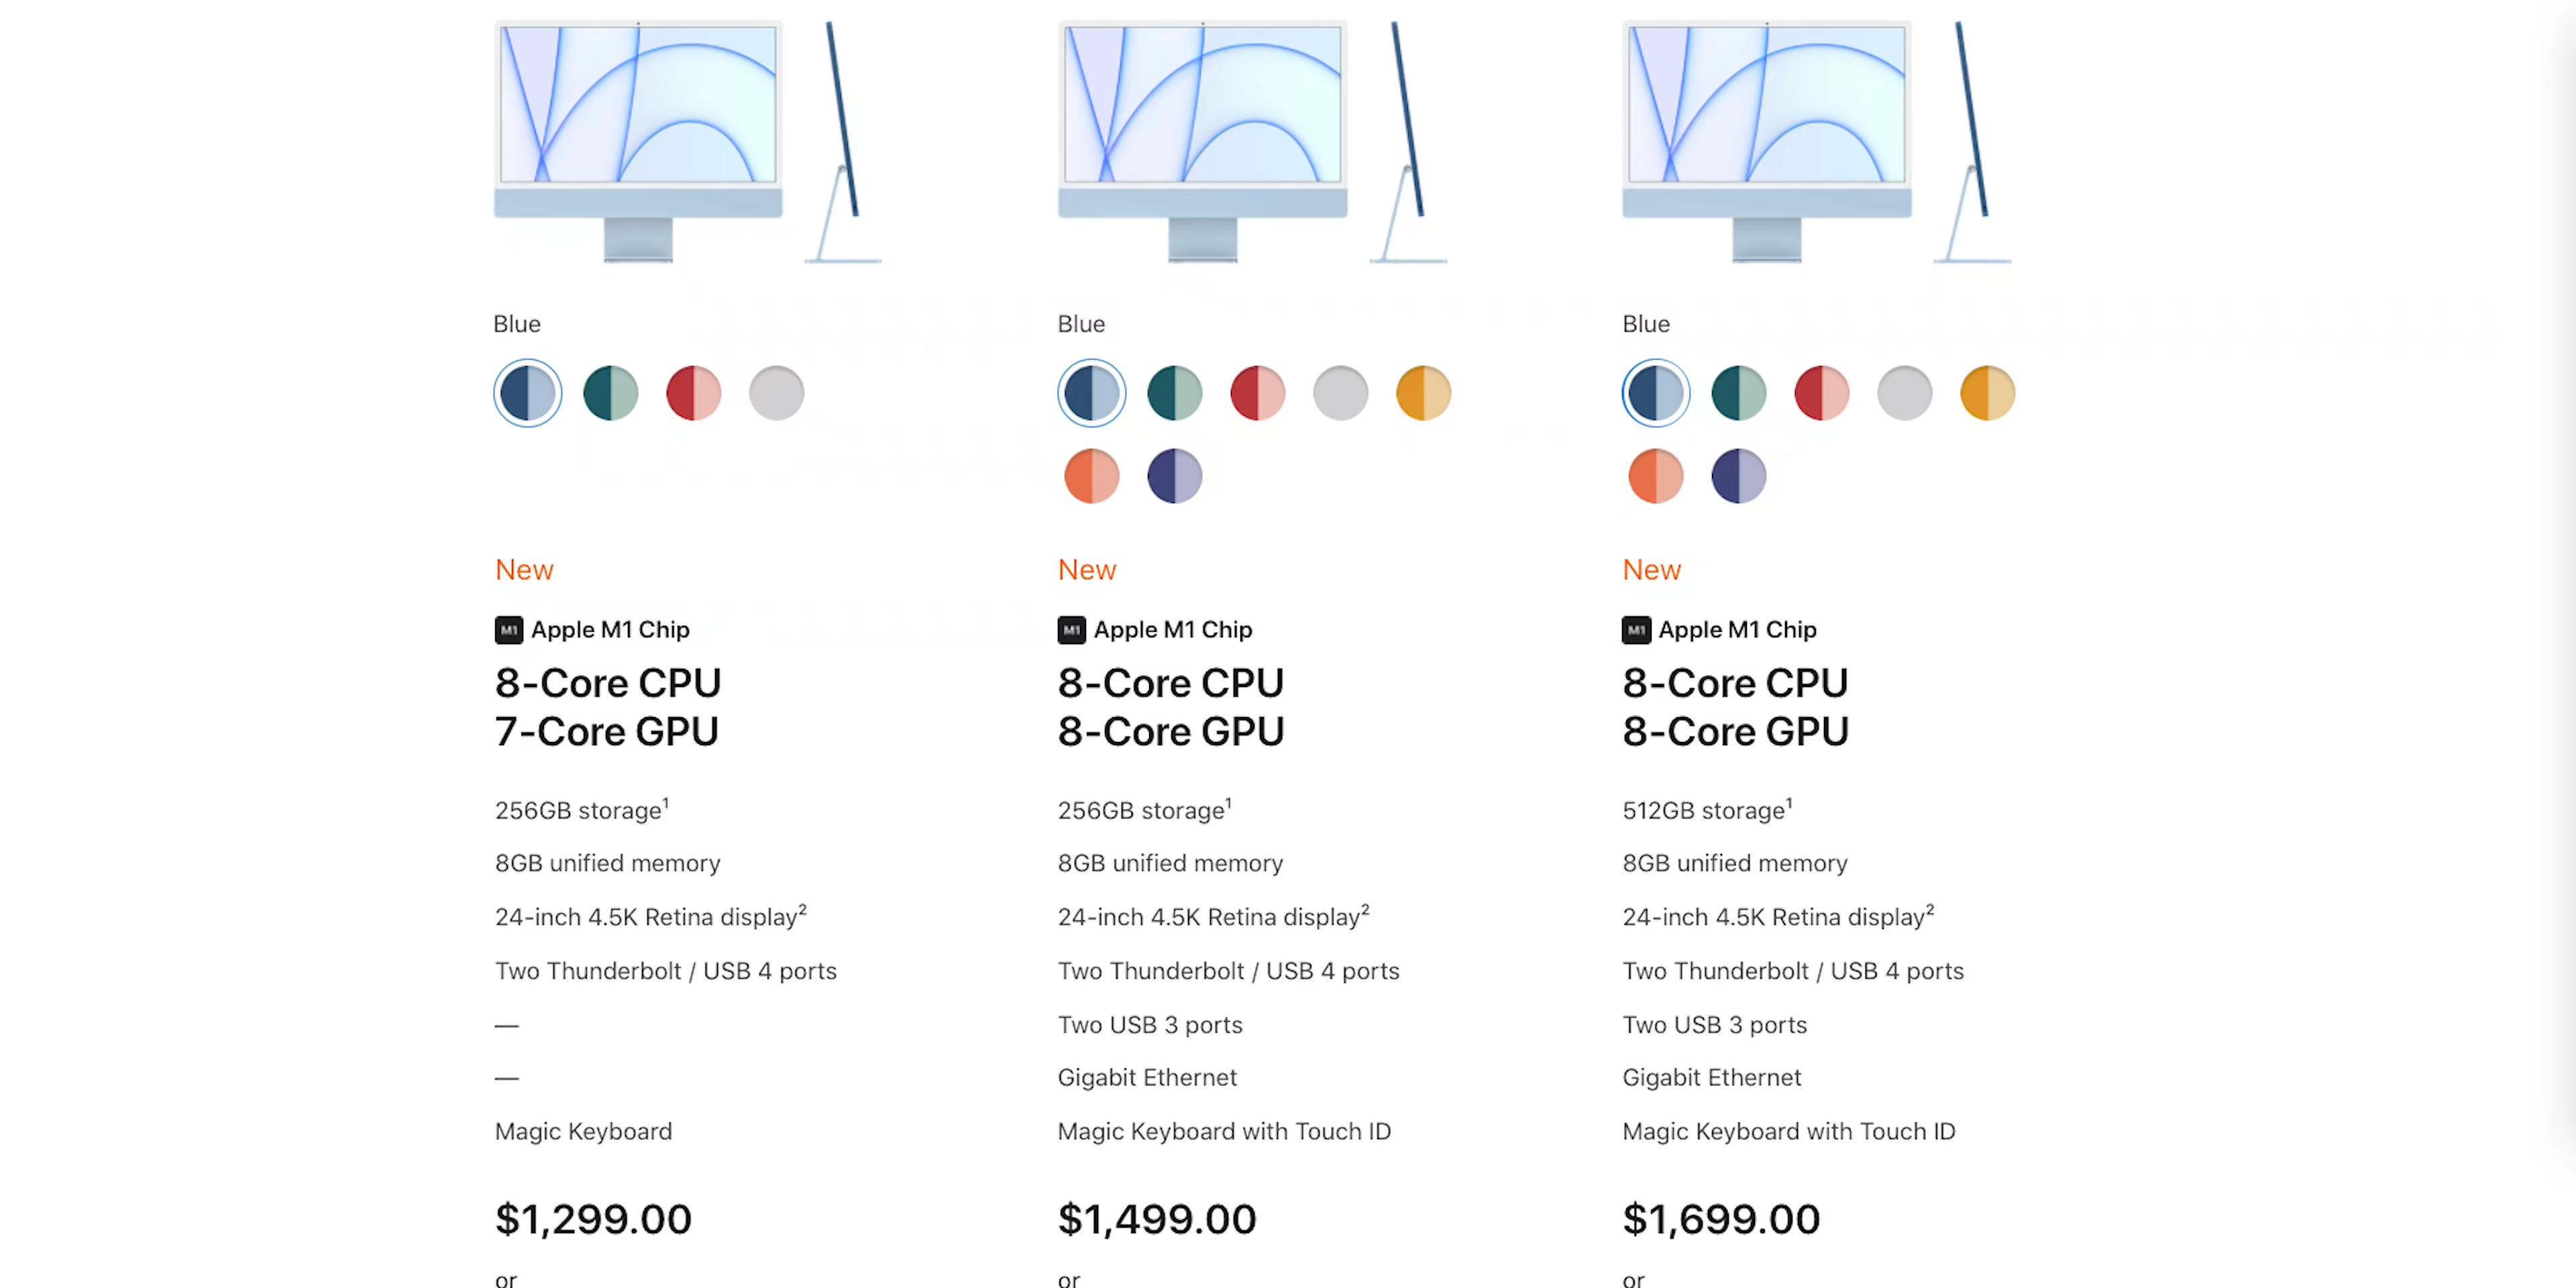 Blue
New
M1 Apple M1 Chip
8-Core CPU
7-Core GPU
256GB storage¹
8GB unified memory
24-inch 4.5K Retina display²
Two Thunderbolt / USB 4 ports
—
—
Magic Keyboard
$1,299.00
or
Blue
New
M1 Apple M1 Chip
8-Core CPU
8-Core GPU
256GB storage¹
8GB unified memory
24-inch 4.5K Retina display²
Two Thunderbolt / USB 4 ports
Two USB 3 ports
Gigabit Ethernet
Magic Keyboard with Touch ID
$1,499.00
or
Blue
New
M1 Apple M1 Chip
8-Core CPU
8-Core GPU
512GB storage¹
8GB unified memory
24-inch 4.5K Retina display²
Two Thunderbolt / USB 4 ports
Two USB 3 ports
Gigabit Ethernet
Magic Keyboard with Touch ID
$1,699.00
or